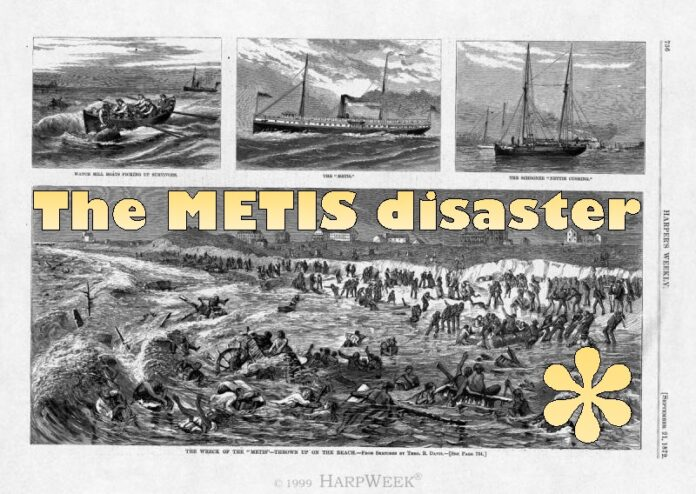 736
WATCH HILL BOATS PICKING UP SURVIVORS.
THE "METIS."
THE SCHOONER "NETTIE CUSHING."
The METIS disaster
HARPER'S WEEKLY.
THE WRECK OF THE "METIS"—THROWN UP ON THE BEACH.—From Sketches by Theo. R. Davis.—[See Page 734.]
[September 21, 1872.
© 1999 HARPWEEK®